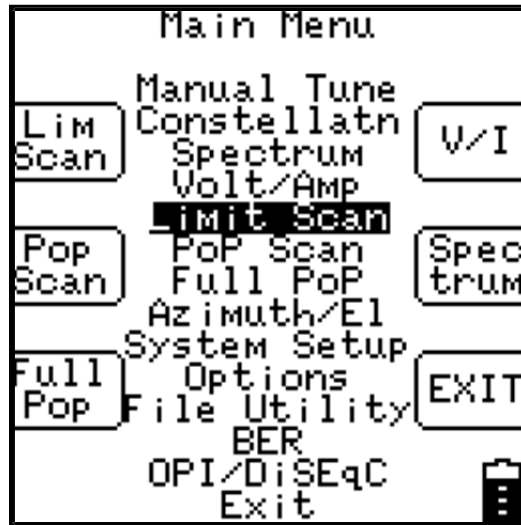 Main Menu
Manual Tune
Constellatn
Spectrum
Volt/Amp
Limit Scan
PoP Scan
Full PoP
Azimuth/El
System Setup
Options
File Utility
BER
OPI/DiSEqC
Exit
Lim
Scan
Pop
Scan
Full
Pop
V/I
Spec
trum
EXIT